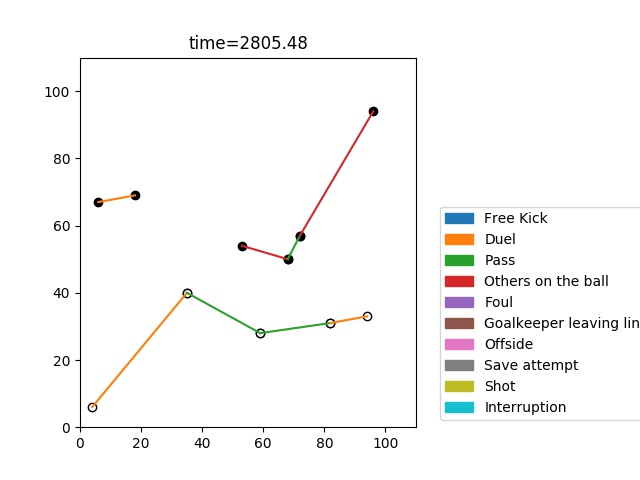 time=2805.48
100
80
60
40
20
0
0 20 40 60 80 100
Free Kick
Duel
Pass
Others on the ball
Foul
Goalkeeper leaving lin
Offside
Save attempt
Shot
Interruption